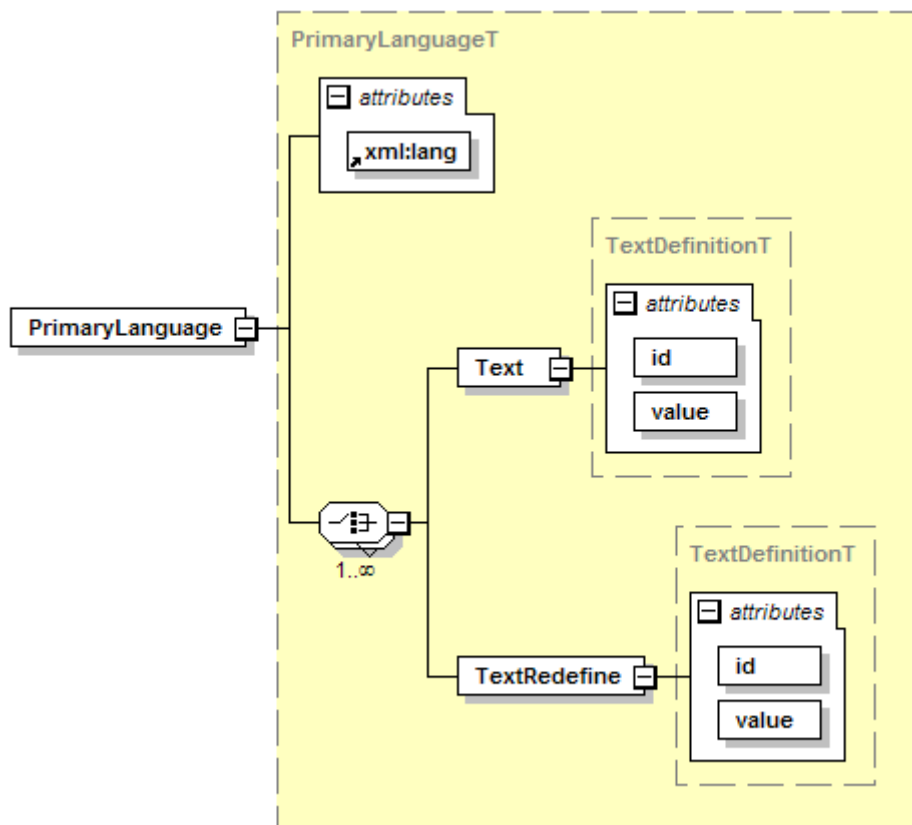 PrimaryLanguageT
attributes
xml:lang
TextDefinitionT
attributes
PrimaryLanguage
id
Text
value
1..∞
TextDefinitionT
attributes
TextRedefine
id
value